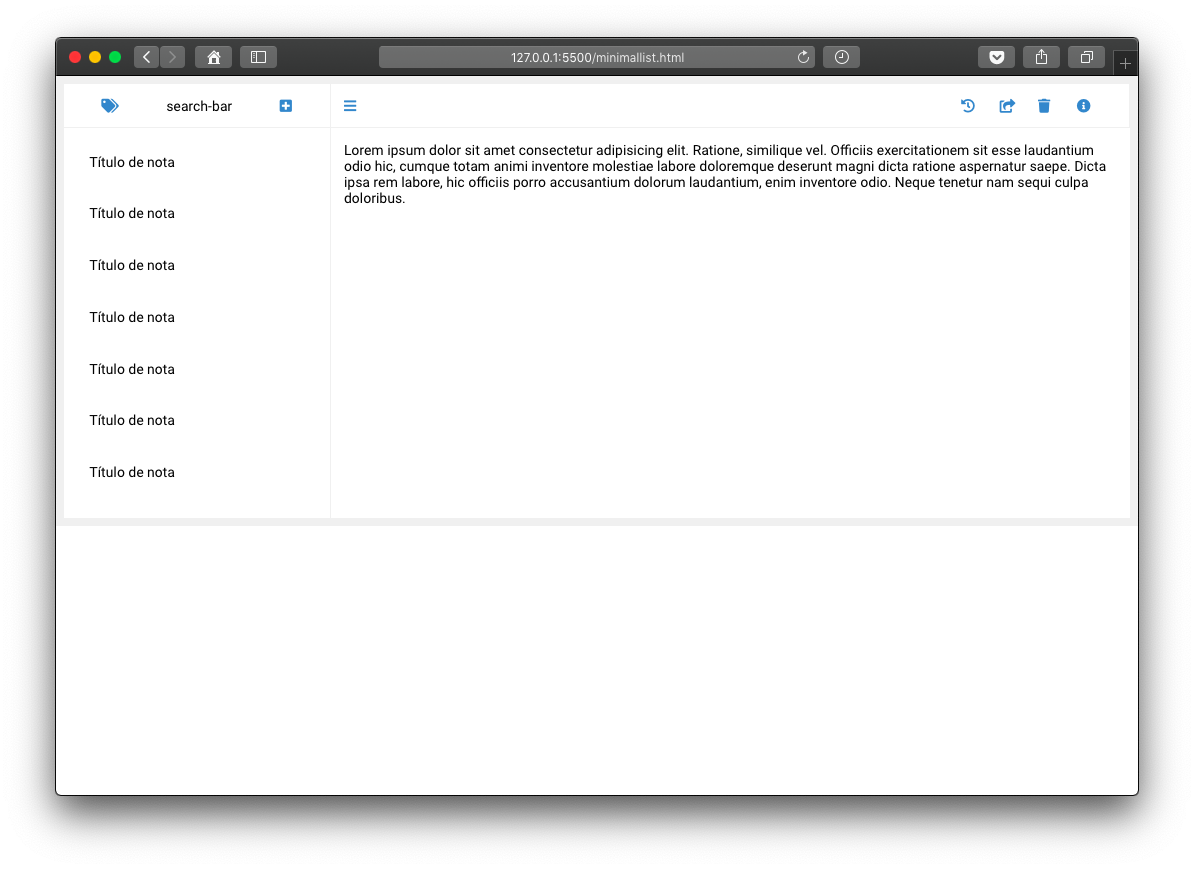 127.0.0.1:5500/minimallist.html
search-bar
Título de nota
Título de nota
Título de nota
Título de nota
Título de nota
Título de nota
Título de nota
Lorem ipsum dolor sit amet consectetur adipisicing elit. Ratione, similique vel. Officiis exercitationem sit esse laudantium
odio hic, cumque totam animi inventore molestiae labore doloremque deserunt magni dicta ratione aspernatur saepe. Dicta
ipsa rem labore, hic officiis porro accusantium dolorum laudantium, enim inventore odio. Neque tenetur nam sequi culpa
doloribus.